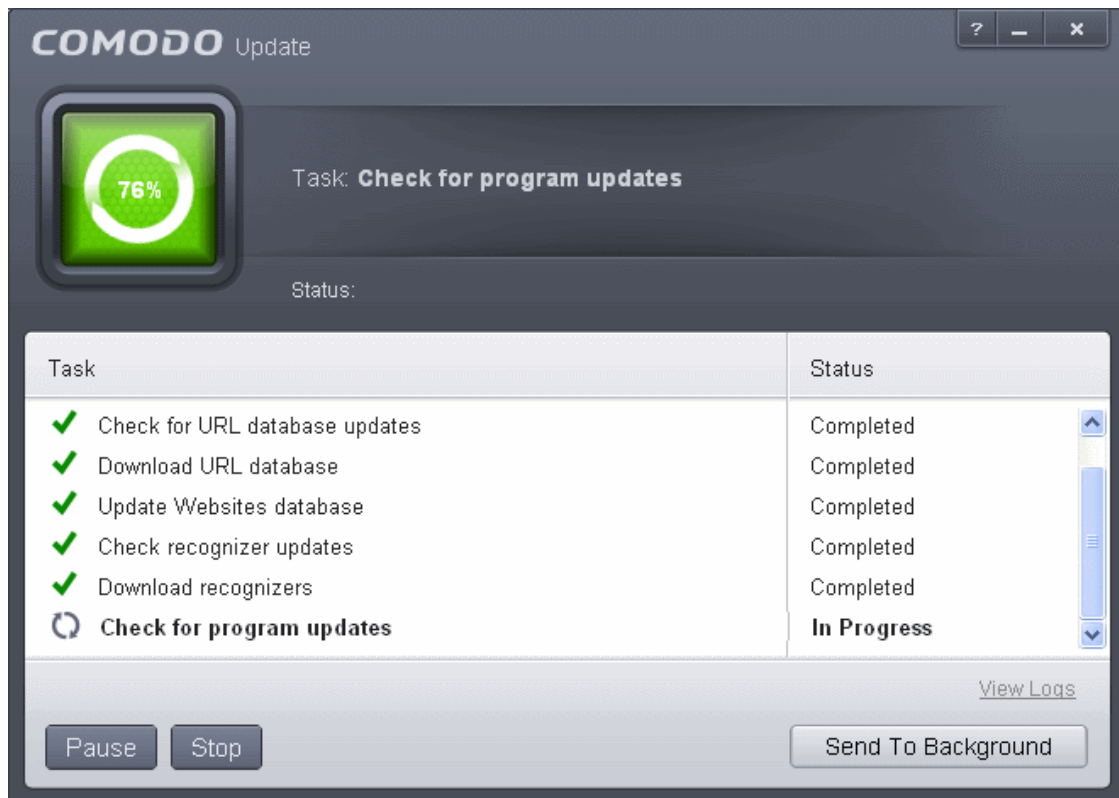 COMODO Update
? _ x
76%
Task: Check for program updates
Status:
Task Status
Check for URL database updates Completed
Download URL database Completed
Update Websites database Completed
Check recognizer updates Completed
Download recognizers Completed
Check for program updates In Progress
View Logs
Pause Stop Send To Background